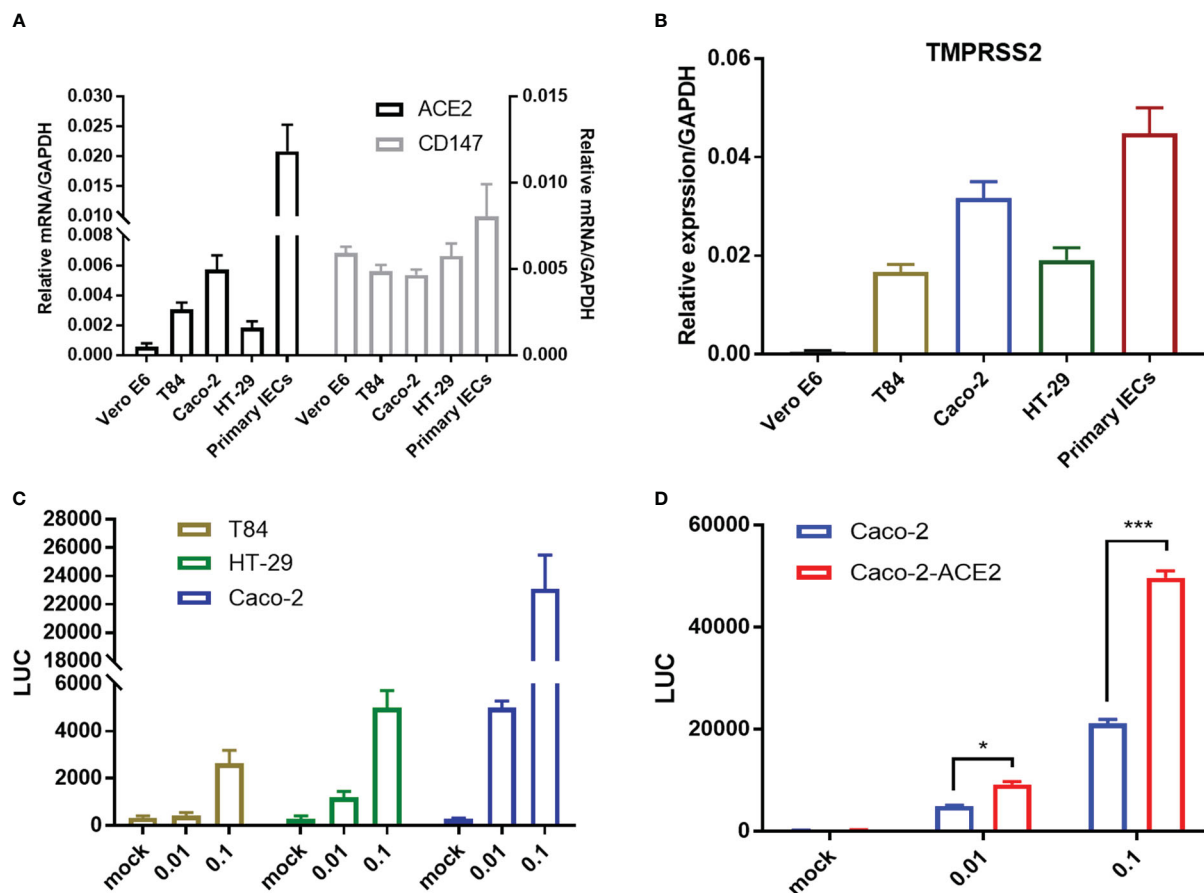 A
Relative mRNA/GAPDH
0.030
0.025
0.020
0.015
0.010
0.008
0.006
0.004
0.002
0.000
ACE2
CD147
0.015
0.010
0.005
0.000
Relative mRNA/GAPDH
Vero E6
T84
Caco-2
HT-29
Primary IECs
Vero E6
T84
Caco-2
HT-29
Primary IECs
B
TMPRSS2
Relative exprssion/GAPDH
0.06
0.04
0.02
0.00
Vero E6
T84
Caco-2
HT-29
Primary IECs
C
LUC
28000
26000
24000
22000
20000
18000
6000
4000
2000
0
T84
HT-29
Caco-2
mock
0.01
0.1
mock
0.01
0.1
mock
0.01
0.1
D
LUC
60000
40000
20000
0
Caco-2
Caco-2-ACE2
*
***
mock
0.01
0.1